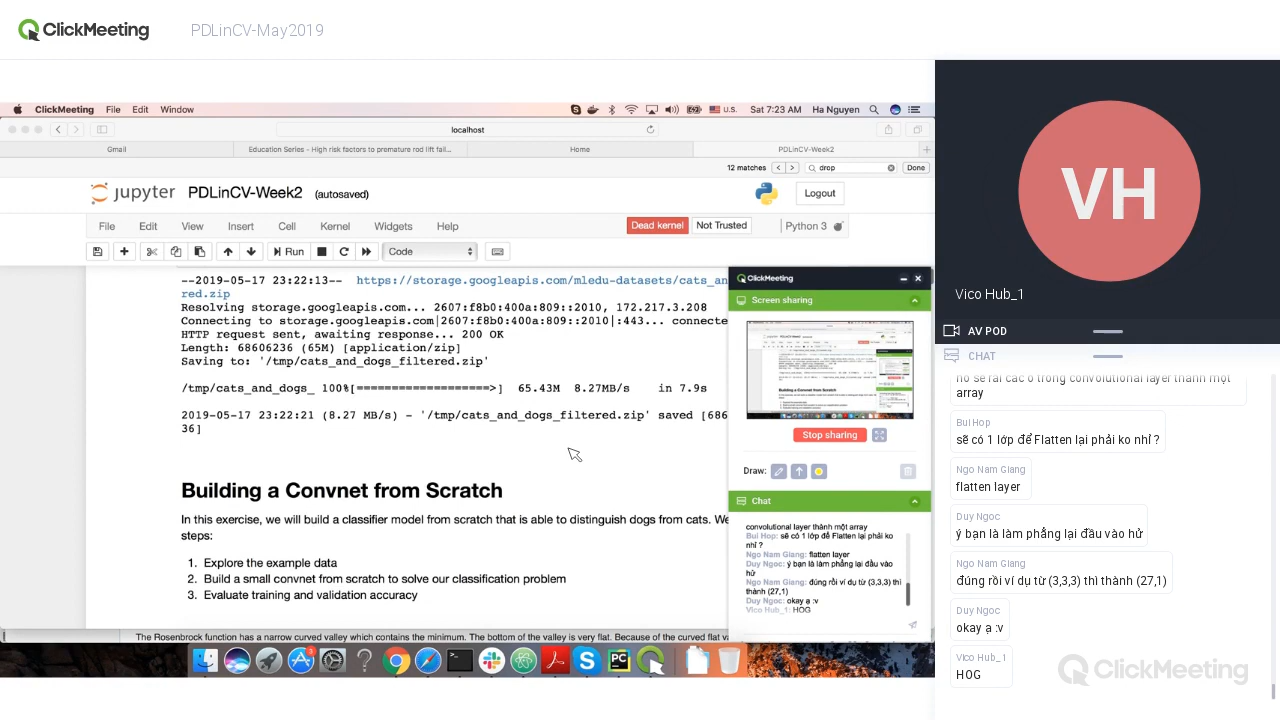 ClickMeeting
PDLinCV-May2019
ClickMeeting File Edit Window
U.S. Sat 7:23 AM Ha Nguyen
localhost
Gmail
Education Series - High risk factors to premature rod lift fail...
Home
PDLinCV-Week2
12 matches
drop
Done
jupyter PDLinCV-Week2 (autosaved)
Logout
File Edit View Insert Cell Kernel Widgets Help
Dead kernel
Not Trusted
Python 3
Run
Code
--2019-05-17 23:22:13-- https://storage.googleapis.com/mledu-datasets/cats_an
red.zip
Resolving storage.googleapis.com... 2607:f8b0:400a:809::2010, 172.217.3.208
Connecting to storage.googleapis.com|2607:f8b0:400a:809::2010|:443... connecte
HTTP request sent, awaiting response... 200 OK
Length: 68606236 (65M) [application/zip]
Saving to: '/tmp/cats_and_dogs_filtered.zip'
/tmp/cats_and_dogs_ 100%[===================>] 65.43M 8.27MB/s in 7.9s
2019-05-17 23:22:21 (8.27 MB/s) - '/tmp/cats_and_dogs_filtered.zip' saved [686
36]
Building a Convnet from Scratch
In this exercise, we will build a classifier model from scratch that is able to distinguish dogs from cats. We
steps:
1. Explore the example data
2. Build a small convnet from scratch to solve our classification problem
3. Evaluate training and validation accuracy
The Rosenbrock function has a narrow curved valley which contains the minimum. The bottom of the valley is very flat. Because of the curved flat va
ClickMeeting
Screen sharing
Stop sharing
Draw:
Chat
convolutional layer thành một array
Bui Hop: sẽ có 1 lớp để Flatten lại phải ko
nhỉ ?
Ngo Nam Giang: flatten layer
Duy Ngoc: ý bạn là làm phẳng lại đầu vào
hử
Ngo Nam Giang: đúng rồi ví dụ từ (3,3,3) thì
thành (27,1)
Duy Ngoc: okay ạ :v
Vico Hub_1: HOG
VH
Vico Hub_1
AV POD
CHAT
nó sẽ rải các ô trong convolutional layer thành một
array
Bui Hop
sẽ có 1 lớp để Flatten lại phải ko nhỉ ?
Ngo Nam Giang
flatten layer
Duy Ngoc
ý bạn là làm phẳng lại đầu vào hử
Ngo Nam Giang
đúng rồi ví dụ từ (3,3,3) thì thành (27,1)
Duy Ngoc
okay ạ :v
Vico Hub_1
HOG
ClickMeeting